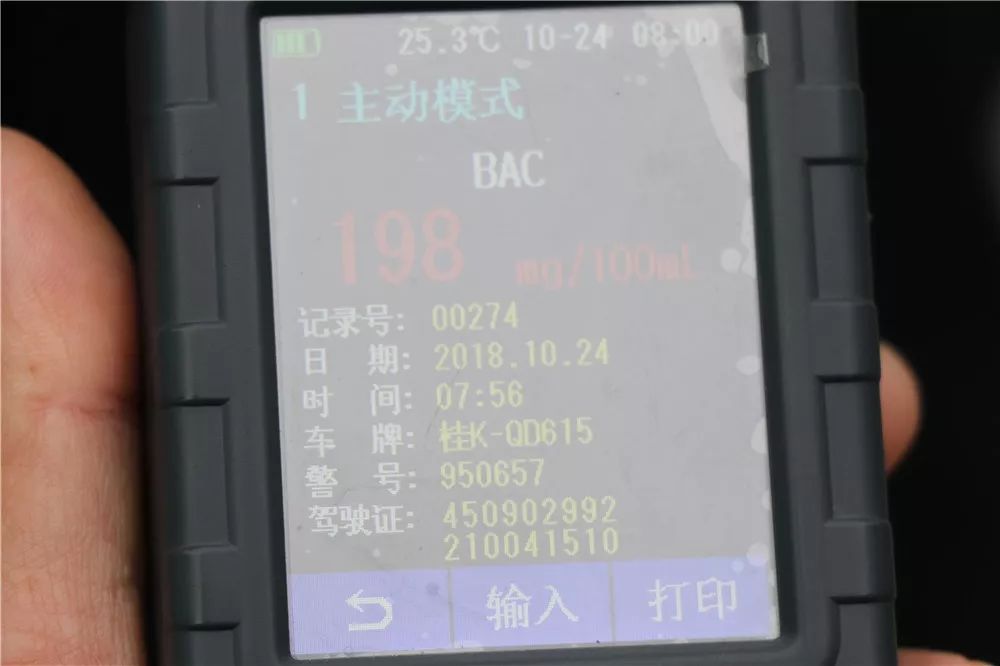 25.3℃ 10-24 08:00
1 主动模式
BAC
198 mg/100mL
记录号: 00274
日 期: 2018.10.24
时 间: 07:56
车 牌: 桂K-QD615
警 号: 950657
驾驶证: 450902992
210041510
输入 打印